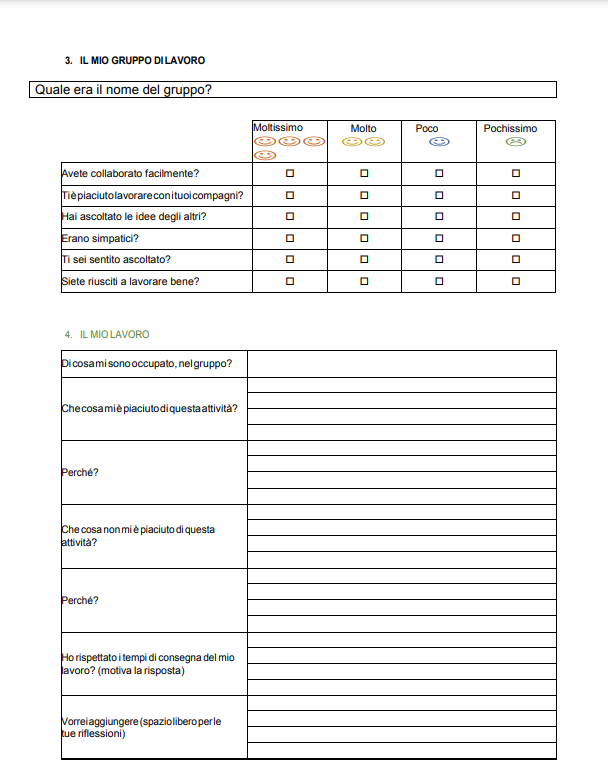 3. IL MIO GRUPPO DI LAVORO
Quale era il nome del gruppo?
Moltissimo Molto Poco Pochissimo
Avete collaborato facilmente?
Ti è piaciuto lavorare con i tuoi compagni?
Hai ascoltato le idee degli altri?
Erano simpatici?
Ti sei sentito ascoltato?
Siete riusciti a lavorare bene?
4. IL MIO LAVORO
Di cosa mi sono occupato, nel gruppo?
Che cosa mi è piaciuto di questa attività?
Perché?
Che cosa non mi è piaciuto di questa
attività?
Perché?
Ho rispettato i tempi di consegna del mio
lavoro? (motiva la risposta)
Vorrei aggiungere (spazio libero per le
tue riflessioni)